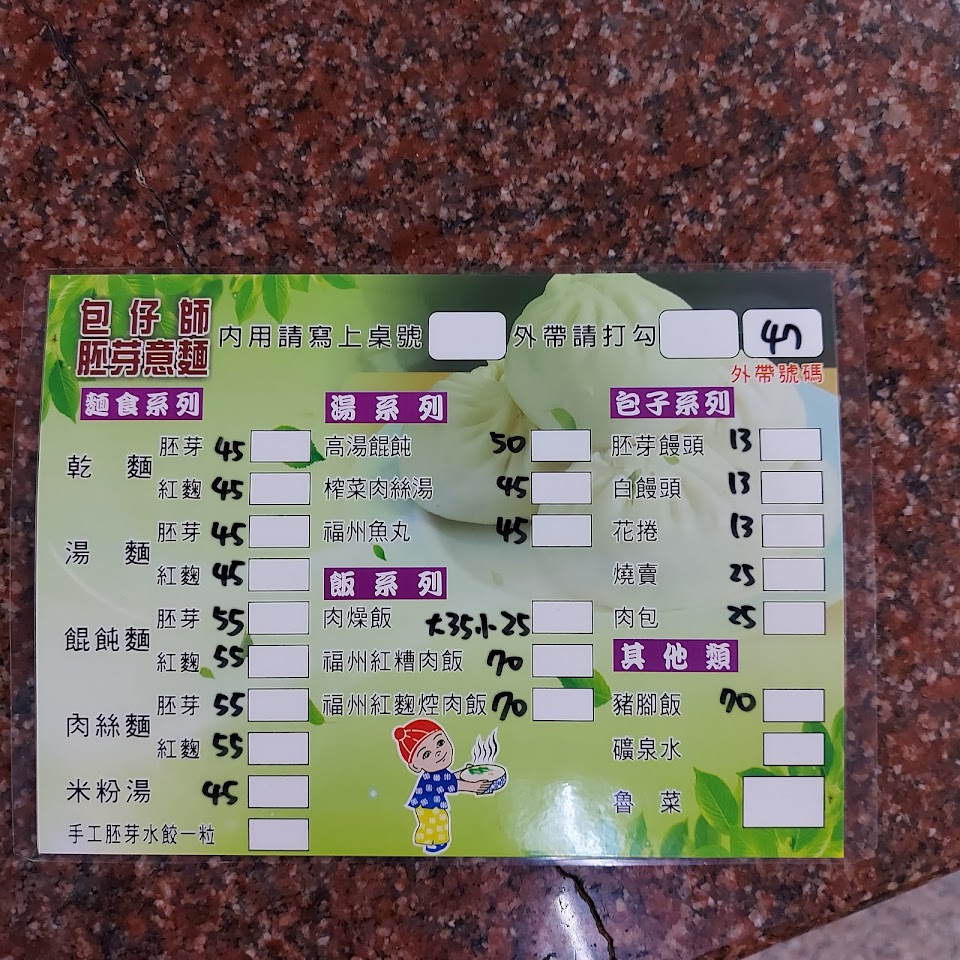 包仔師
胚芽意麵
內用請寫上桌號 外帶請打勾 47
外帶號碼
麵食系列
乾麵 胚芽 45
紅麴 45
湯麵 胚芽 45
紅麴 45
餛飩麵 胚芽 55
紅麴 55
肉絲麵 胚芽 55
紅麴 55
米粉湯 45
手工胚芽水餃一粒
湯系列
高湯餛飩 50
榨菜肉絲湯 45
福州魚丸 45
飯系列
肉燥飯 大35小25
福州紅糟肉飯 70
福州紅麴焢肉飯 70
包子系列
胚芽饅頭 13
白饅頭 13
花捲 13
燒賣 25
肉包 25
其他類
豬腳飯 70
礦泉水
魯菜